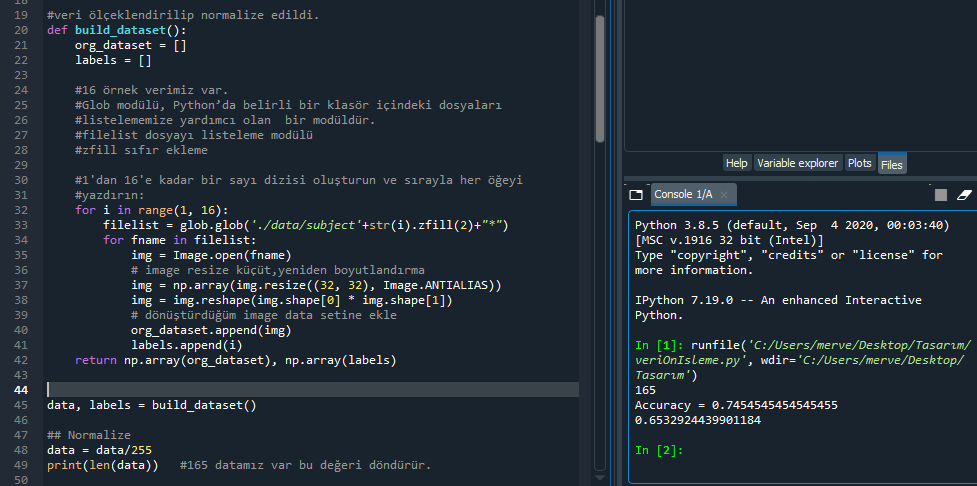 18
19 #veri ölçeklendirilip normalize edildi.
20 def build_dataset():
21     org_dataset = []
22     labels = []
23
24     #16 örnek verimiz var.
25     #Glob modülü, Python’da belirli bir klasör içindeki dosyaları
26     #listelememize yardımcı olan  bir modüldür.
27     #filelist dosyayı listeleme modülü
28     #zfill sıfır ekleme
29
30     #1'dan 16'e kadar bir sayı dizisi oluşturun ve sırayla her öğeyi
31     #yazdırın:
32     for i in range(1, 16):
33         filelist = glob.glob('./data/subject'+str(i).zfill(2)+"*")
34         for fname in filelist:
35             img = Image.open(fname)
36             # image resize küçüt,yeniden boyutlandırma
37             img = np.array(img.resize((32, 32), Image.ANTIALIAS))
38             img = img.reshape(img.shape[0] * img.shape[1])
39             # dönüştürdüğüm image data setine ekle
40             org_dataset.append(img)
41             labels.append(i)
42     return np.array(org_dataset), np.array(labels)
43
44
45 data, labels = build_dataset()
46
47 ## Normalize
48 data = data/255
49 print(len(data))   #165 datamız var bu değeri döndürür.
50
Help Variable explorer Plots Files
Console 1/A
Python 3.8.5 (default, Sep  4 2020, 00:03:40)
[MSC v.1916 32 bit (Intel)]
Type "copyright", "credits" or "license" for
more information.
IPython 7.19.0 -- An enhanced Interactive
Python.
In [1]: runfile('C:/Users/merve/Desktop/Tasarım/
veriOnIsleme.py', wdir='C:/Users/merve/Desktop/
Tasarım')
165
Accuracy = 0.7454545454545455
0.6532924439901184
In [2]: